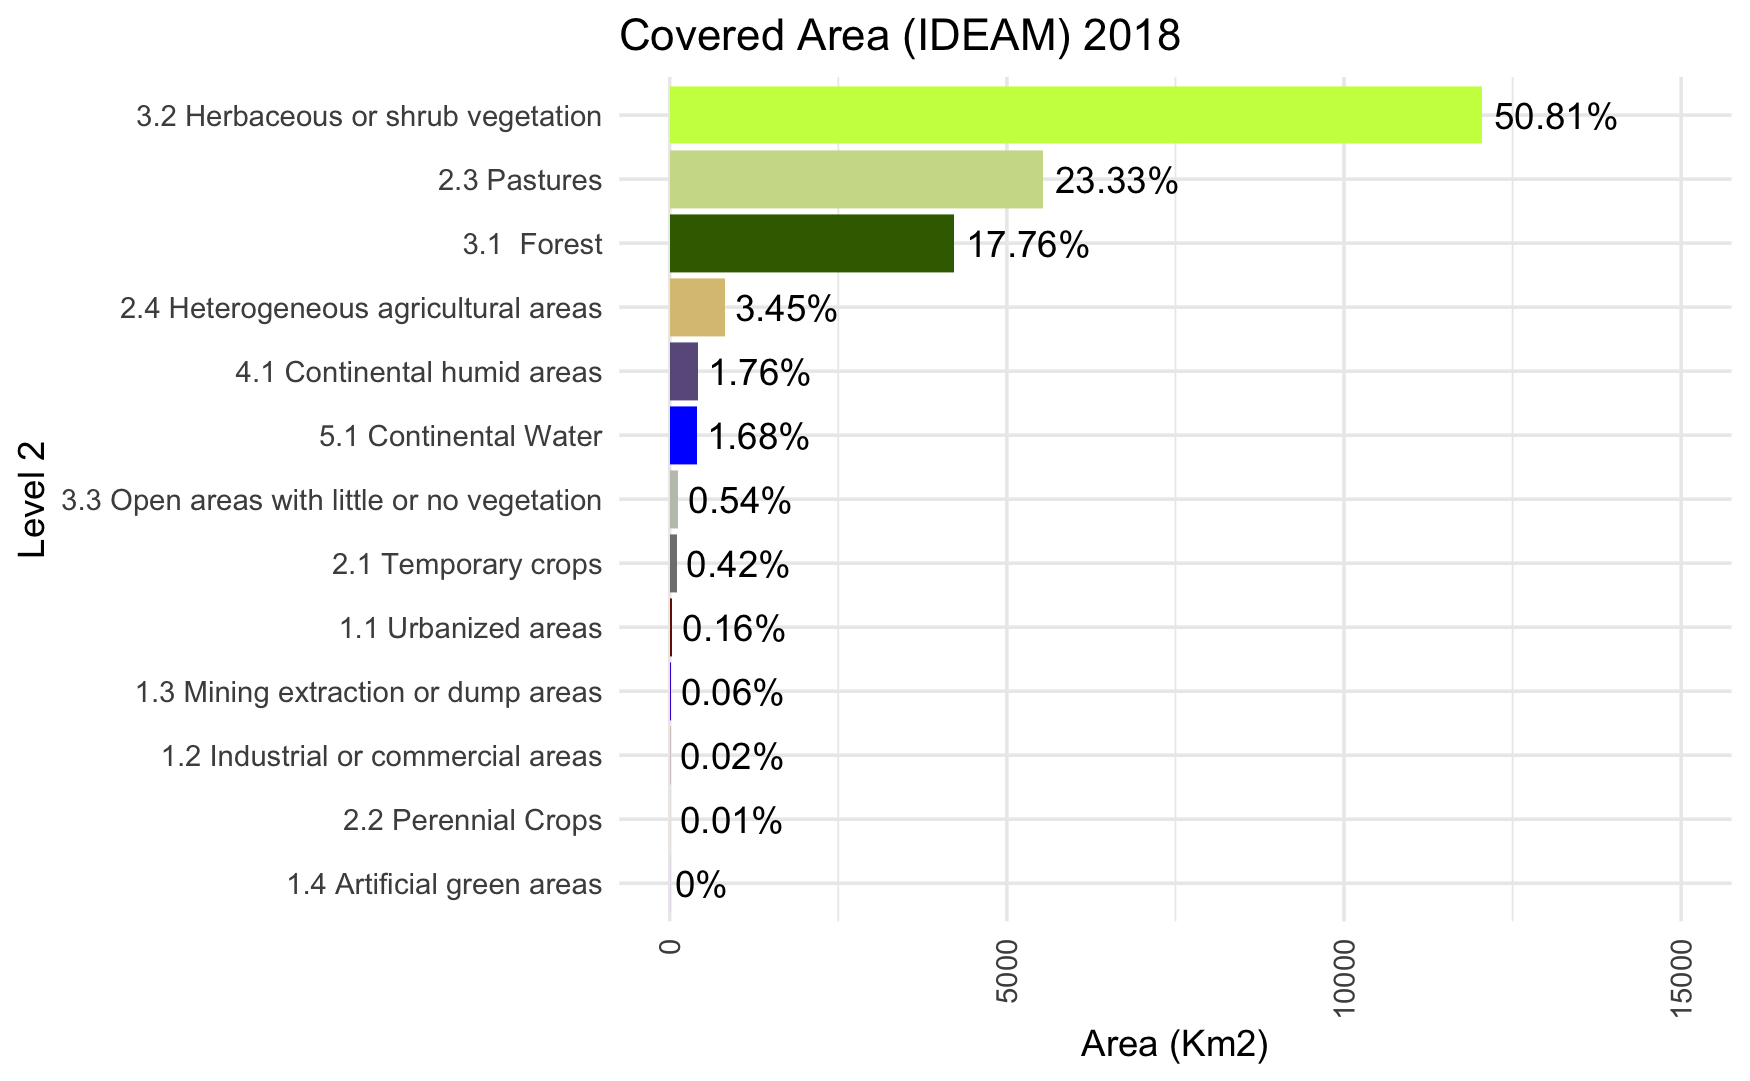 Covered Area (IDEAM) 2018
3.2 Herbaceous or shrub vegetation 50.81%
2.3 Pastures 23.33%
3.1  Forest 17.76%
2.4 Heterogeneous agricultural areas 3.45%
4.1 Continental humid areas 1.76%
5.1 Continental Water 1.68%
Level 2
3.3 Open areas with little or no vegetation 0.54%
2.1 Temporary crops 0.42%
1.1 Urbanized areas 0.16%
1.3 Mining extraction or dump areas 0.06%
1.2 Industrial or commercial areas 0.02%
2.2 Perennial Crops 0.01%
1.4 Artificial green areas 0%
0 5000 10000 15000
Area (Km2)